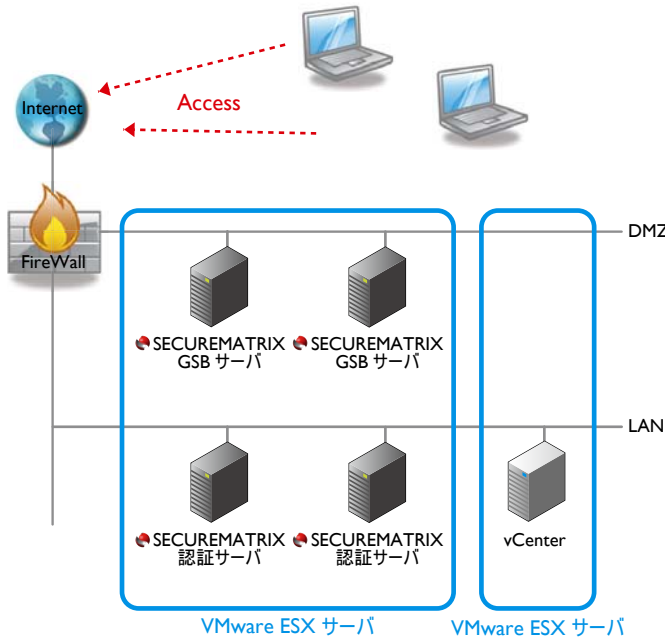 Internet
Access
FireWall
DMZ
SECUREMATRIX
GSB サーバ
SECUREMATRIX
GSB サーバ
LAN
SECUREMATRIX
認証サーバ
SECUREMATRIX
認証サーバ
vCenter
VMware ESX サーバ
VMware ESX サーバ